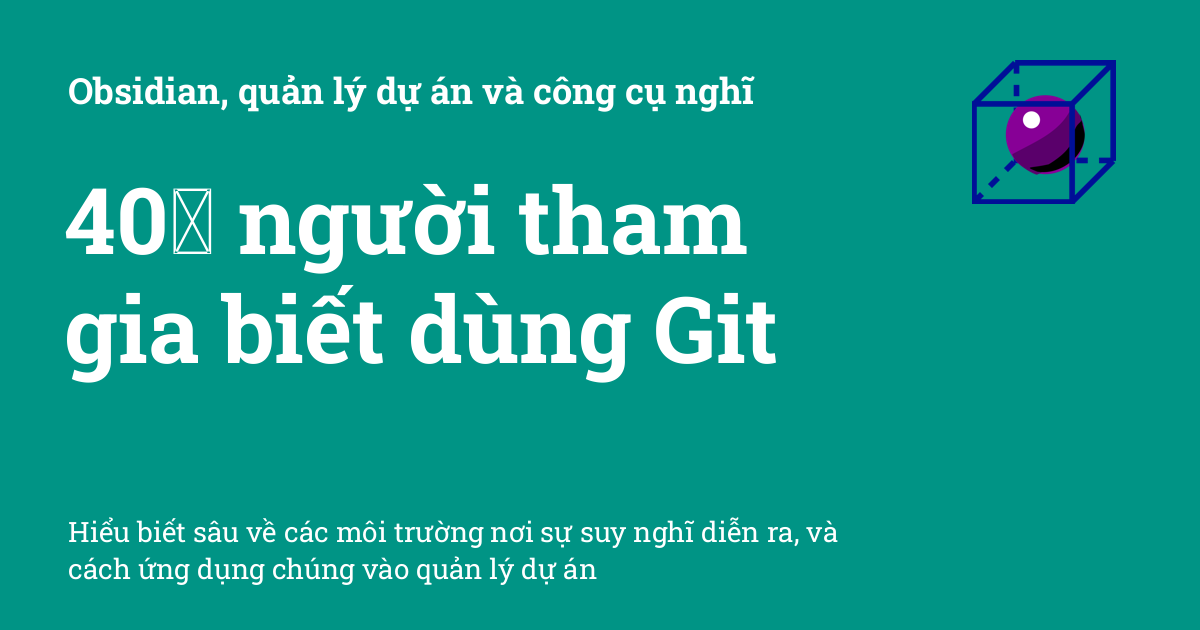 Obsidian, quản lý dự án và công cụ nghĩ
40 người tham
gia biết dùng Git
Hiểu biết sâu về các môi trường nơi sự suy nghĩ diễn ra, và
cách ứng dụng chúng vào quản lý dự án